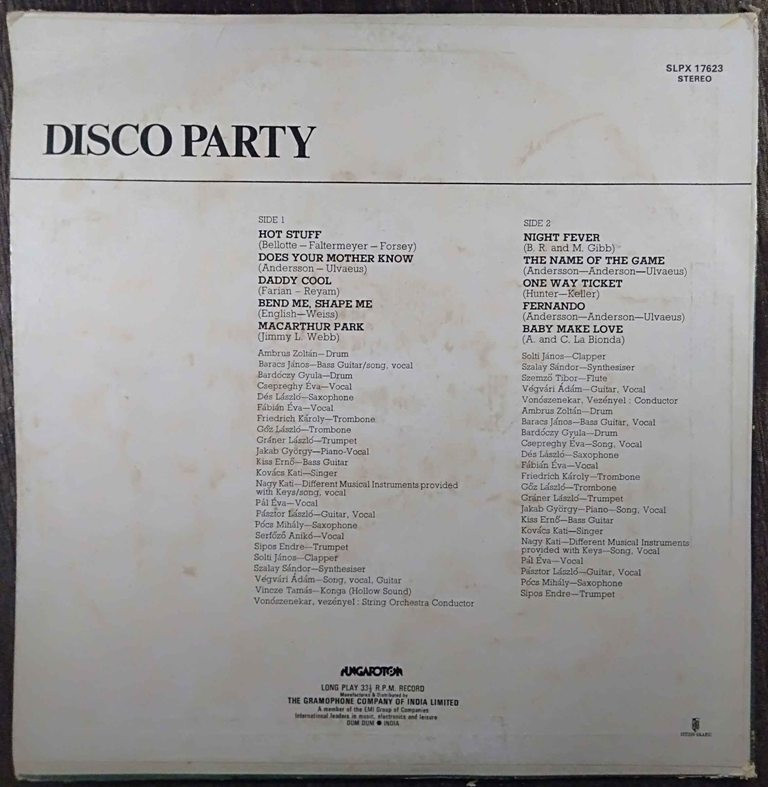 SLPX 17623
STEREO
DISCO PARTY
SIDE 1
HOT STUFF
(Bellotte – Faltermeyer – Forsey)
DOES YOUR MOTHER KNOW
(Andersson – Ulvaeus)
DADDY COOL
(Farian – Reyam)
BEND ME, SHAPE ME
(English—Weiss)
MACARTHUR PARK
(Jimmy L. Webb)
Ambrus Zoltán—Drum
Baracs János—Bass Guitar/song, vocal
Bardóczy Gyula—Drum
Csepreghy Éva—Vocal
Dés László—Saxophone
Fábián Éva—Vocal
Friedrich Károly—Trombone
Gőz László—Trombone
Gráner László—Trumpet
Jakab György—Piano-Vocal
Kiss Ernő—Bass Guitar
Kovács Kati—Singer
Nagy Kati—Different Musical Instruments provided
with Keys/song, vocal
Pál Éva—Vocal
Pásztor László—Guitar, Vocal
Pócs Mihály—Saxophone
Serfőző Anikó—Vocal
Sipos Endre—Trumpet
Solti János—Clapper
Szalay Sándor—Synthesiser
Végvári Ádám—Song, vocal, Guitar
Vincze Tamás—Konga (Hollow Sound)
Vonószenekar, vezényel : String Orchestra Conductor
SIDE 2
NIGHT FEVER
(B. R. and M. Gibb)
THE NAME OF THE GAME
(Andersson—Anderson—Ulvaeus)
ONE WAY TICKET
(Hunter—Keller)
FERNANDO
(Andersson—Anderson—Ulvaeus)
BABY MAKE LOVE
(A. and C. La Bionda)
Solti János—Clapper
Szalay Sándor—Synthesiser
Szemző Tibor—Flute
Végvári Ádám—Guitar, Vocal
Vonószenekar, Vezényel : Conductor
Ambrus Zoltán—Drum
Baracs János—Bass Guitar, Vocal
Bardóczy Gyula—Drum
Csepreghy Éva—Song, Vocal
Dés László—Saxophone
Fábián Éva—Vocal
Friedrich Károly—Trombone
Gőz László—Trombone
Gráner László—Trumpet
Jakab György—Piano—Song, Vocal
Kiss Ernő—Bass Guitar
Kovács Kati—Singer
Nagy Kati—Different Musical Instruments
provided with Keys—Song, Vocal
Pál Éva—Vocal
Pásztor László—Guitar, Vocal
Pócs Mihály—Saxophone
Sipos Endre—Trumpet
HUNGAROTON
LONG PLAY 33⅓ R.P.M. RECORD
Manufactured & Distributed by
THE GRAMOPHONE COMPANY OF INDIA LIMITED
A member of the EMI Group of Companies
International leaders in music, electronics and leisure
DUM DUM ● INDIA